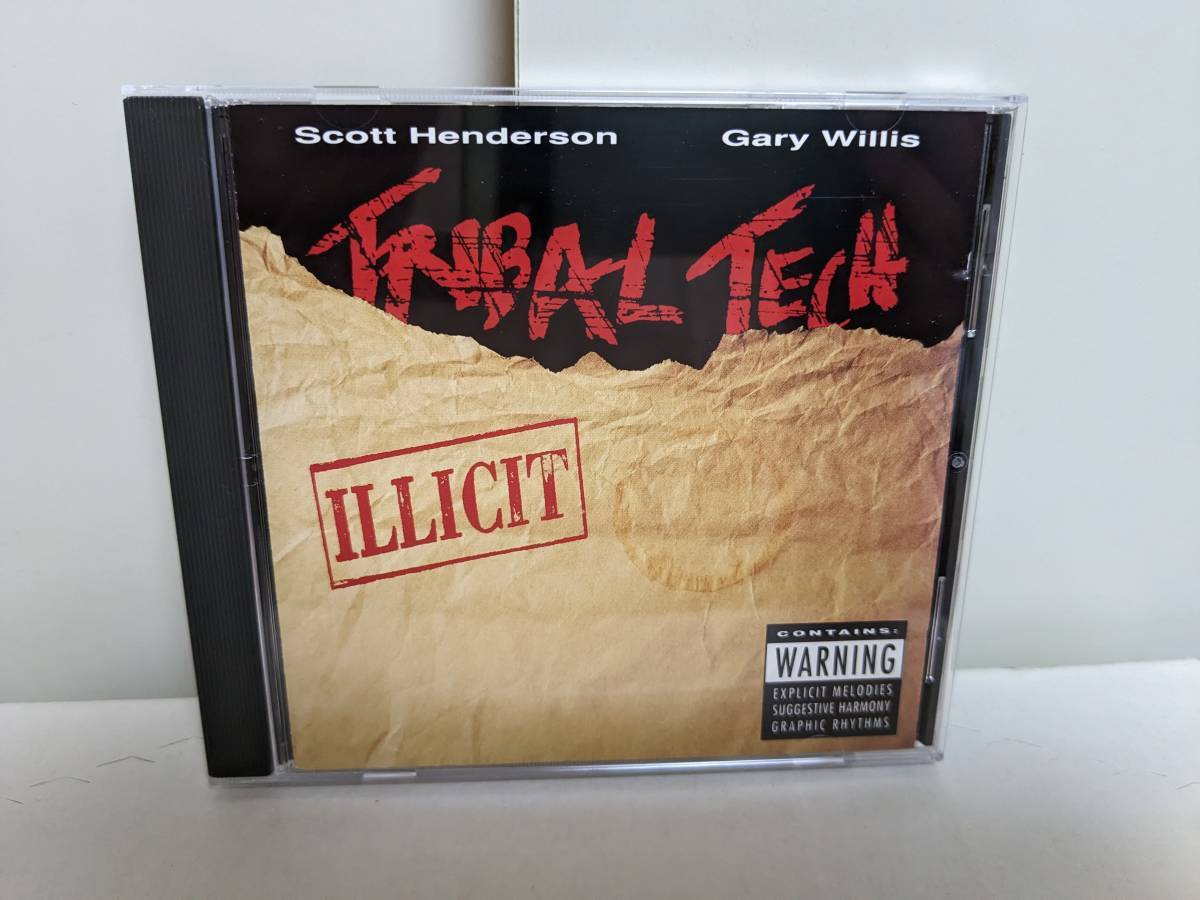 Scott Henderson Gary Willis
TRIBAL TECH
ILLICIT
CONTAINS:
WARNING
EXPLICIT MELODIES
SUGGESTIVE HARMONY
GRAPHIC RHYTHMS